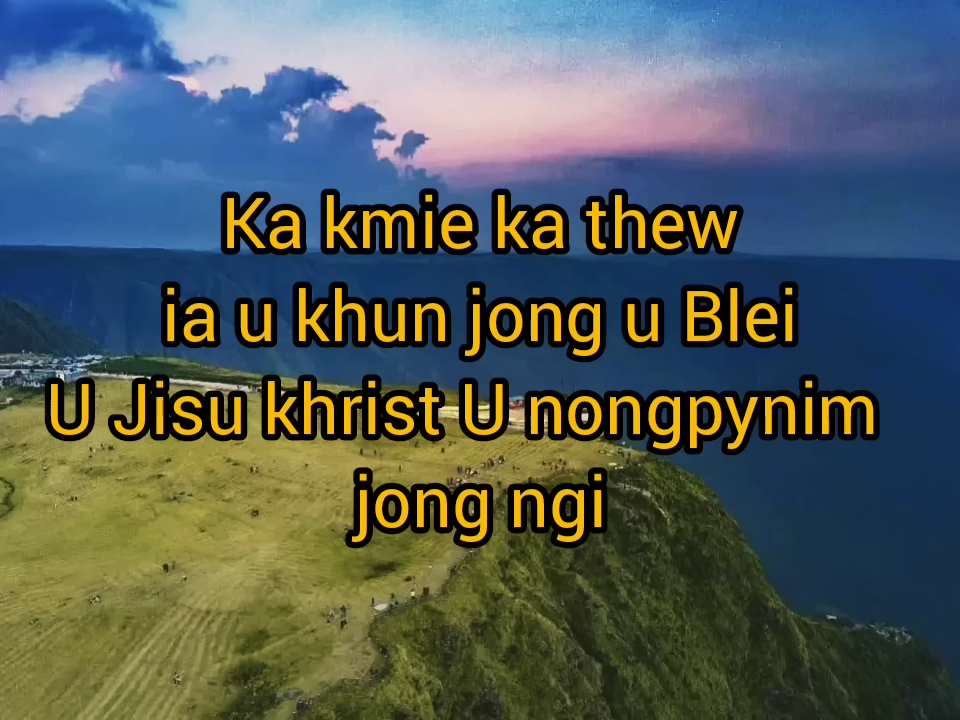 Ka kmie ka thew
ia u khun jong u Blei
U Jisu khrist U nongpynim
jong ngi